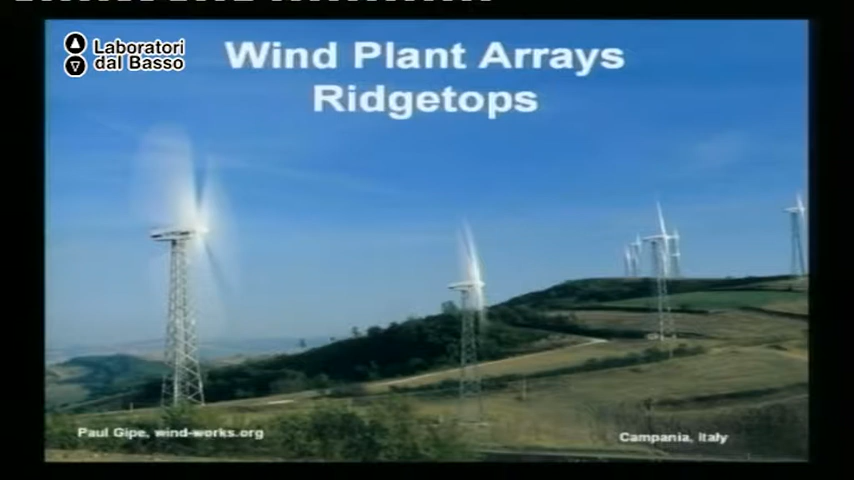 Laboratori
dal Basso
Wind Plant Arrays
Ridgetops
Paul Gipe, wind-works.org
Campania, Italy